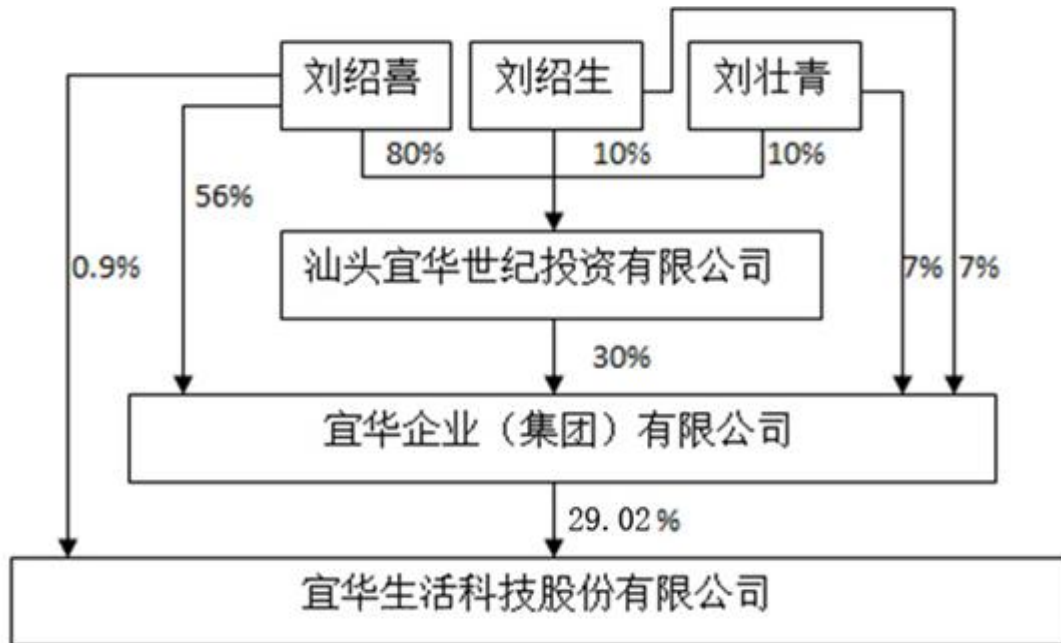 刘绍喜
刘绍生
刘壮青
80%
10%
10%
56%
0.9%
汕头宜华世纪投资有限公司
7%
7%
30%
宜华企业（集团）有限公司
29.02%
宜华生活科技股份有限公司